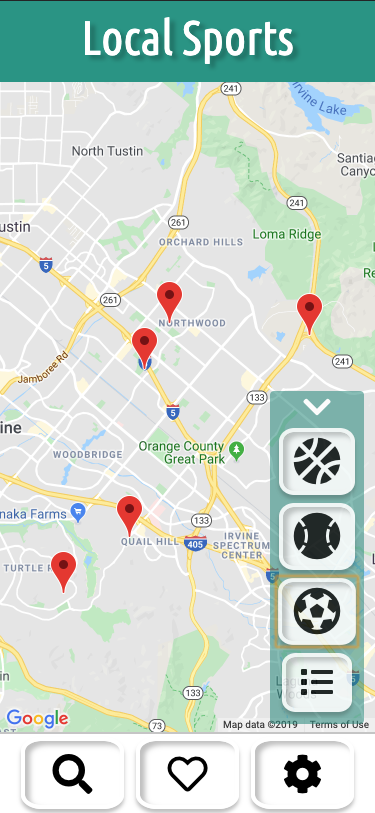 Local Sports
241
Irvine Lake
North Tustin
Santiag
Canyo
241
261
ustin
ORCHARD HILLS
Loma Ridge
5
Re
261
NORTHWOOD
Jamboree Rd
241
133
5
ine
Orange County
Great Park
WOODBRIDGE
naka Farms
133
QUAIL HILL
405
IRVINE
SPECTRUM
CENTER
TURTLE R
5
5
133
Google
73
Map data ©2019
Terms of Use